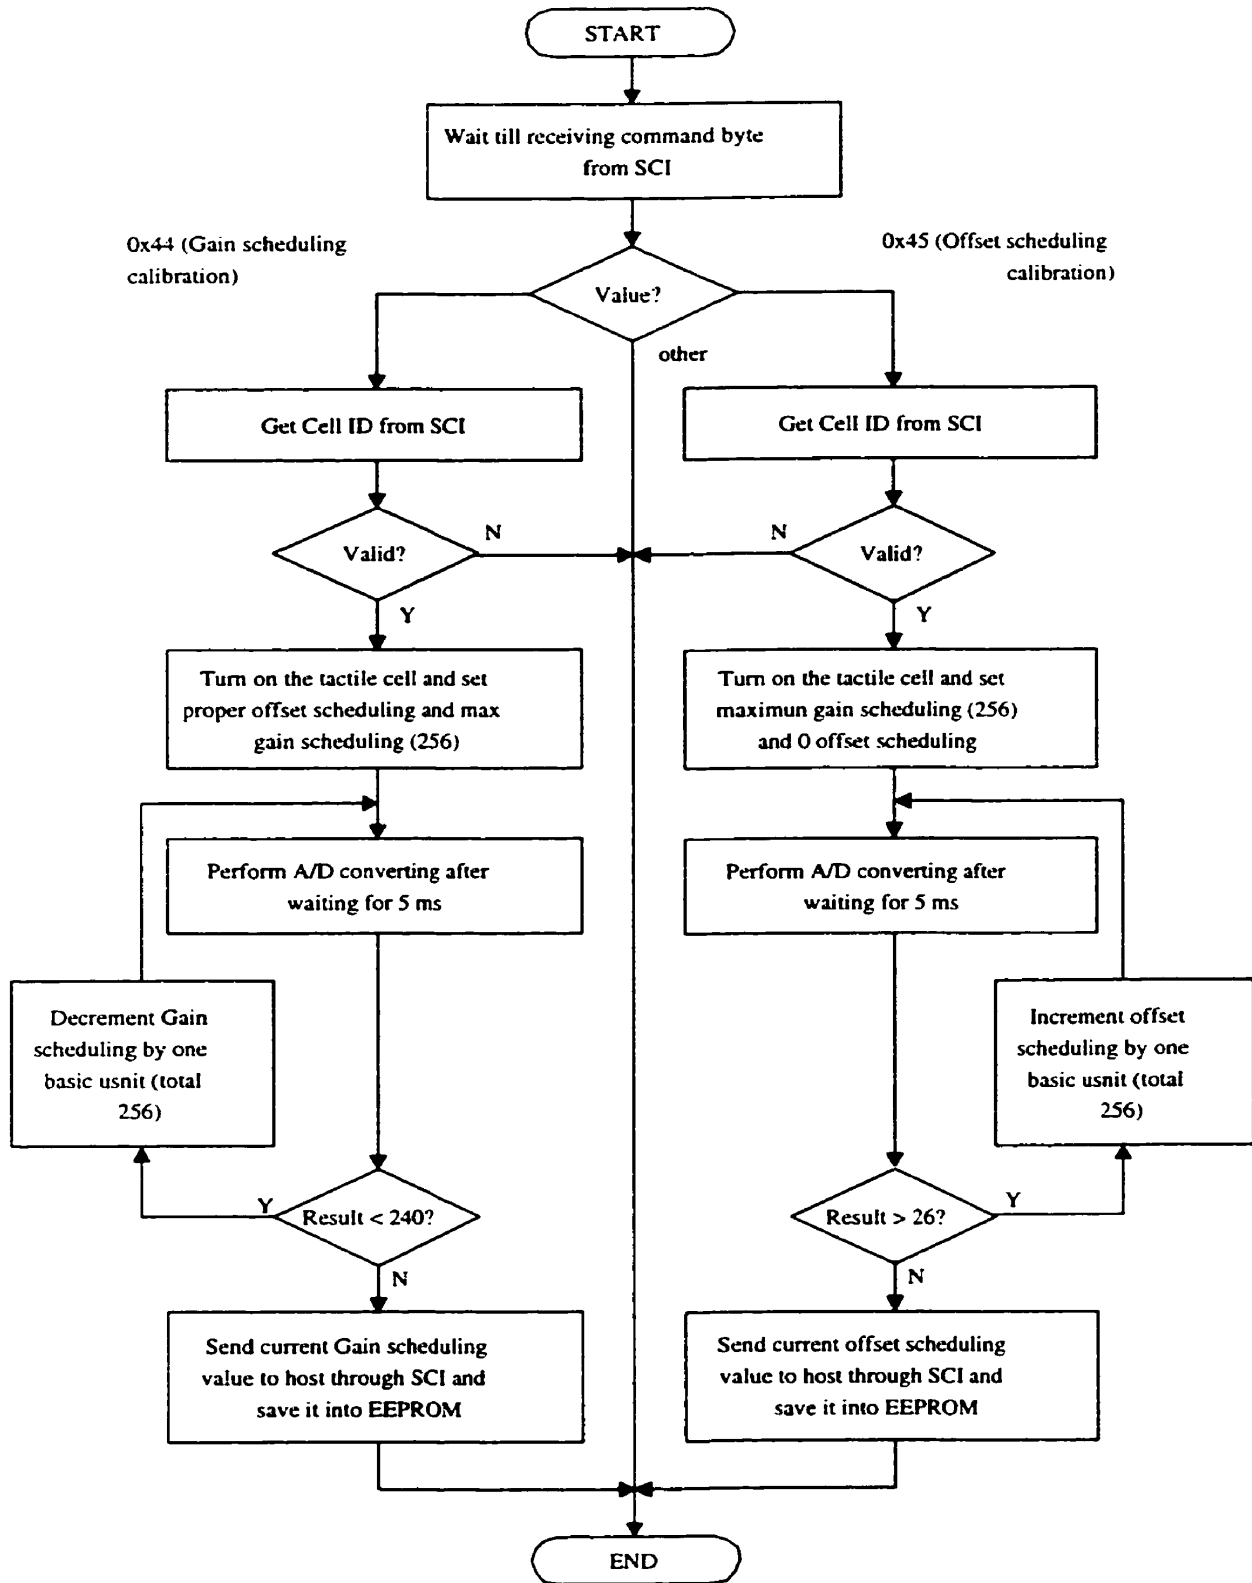 START
Wait till receiving command byte
from SCI
0x44 (Gain scheduling
calibration)
0x45 (Offset scheduling
calibration)
Value?
other
Get Cell ID from SCI
Get Cell ID from SCI
Valid?
N
N
Valid?
Y
Y
Turn on the tactile cell and set
proper offset scheduling and max
gain scheduling (256)
Turn on the tactile cell and set
maximun gain scheduling (256)
and 0 offset scheduling
Perform A/D converting after
waiting for 5 ms
Perform A/D converting after
waiting for 5 ms
Decrement Gain
scheduling by one
basic usnit (total
256)
Increment offset
scheduling by one
basic usnit (total
256)
Y
Result < 240?
Result > 26?
Y
N
N
Send current Gain scheduling
value to host through SCI and
save it into EEPROM
Send current offset scheduling
value to host through SCI and
save it into EEPROM
END